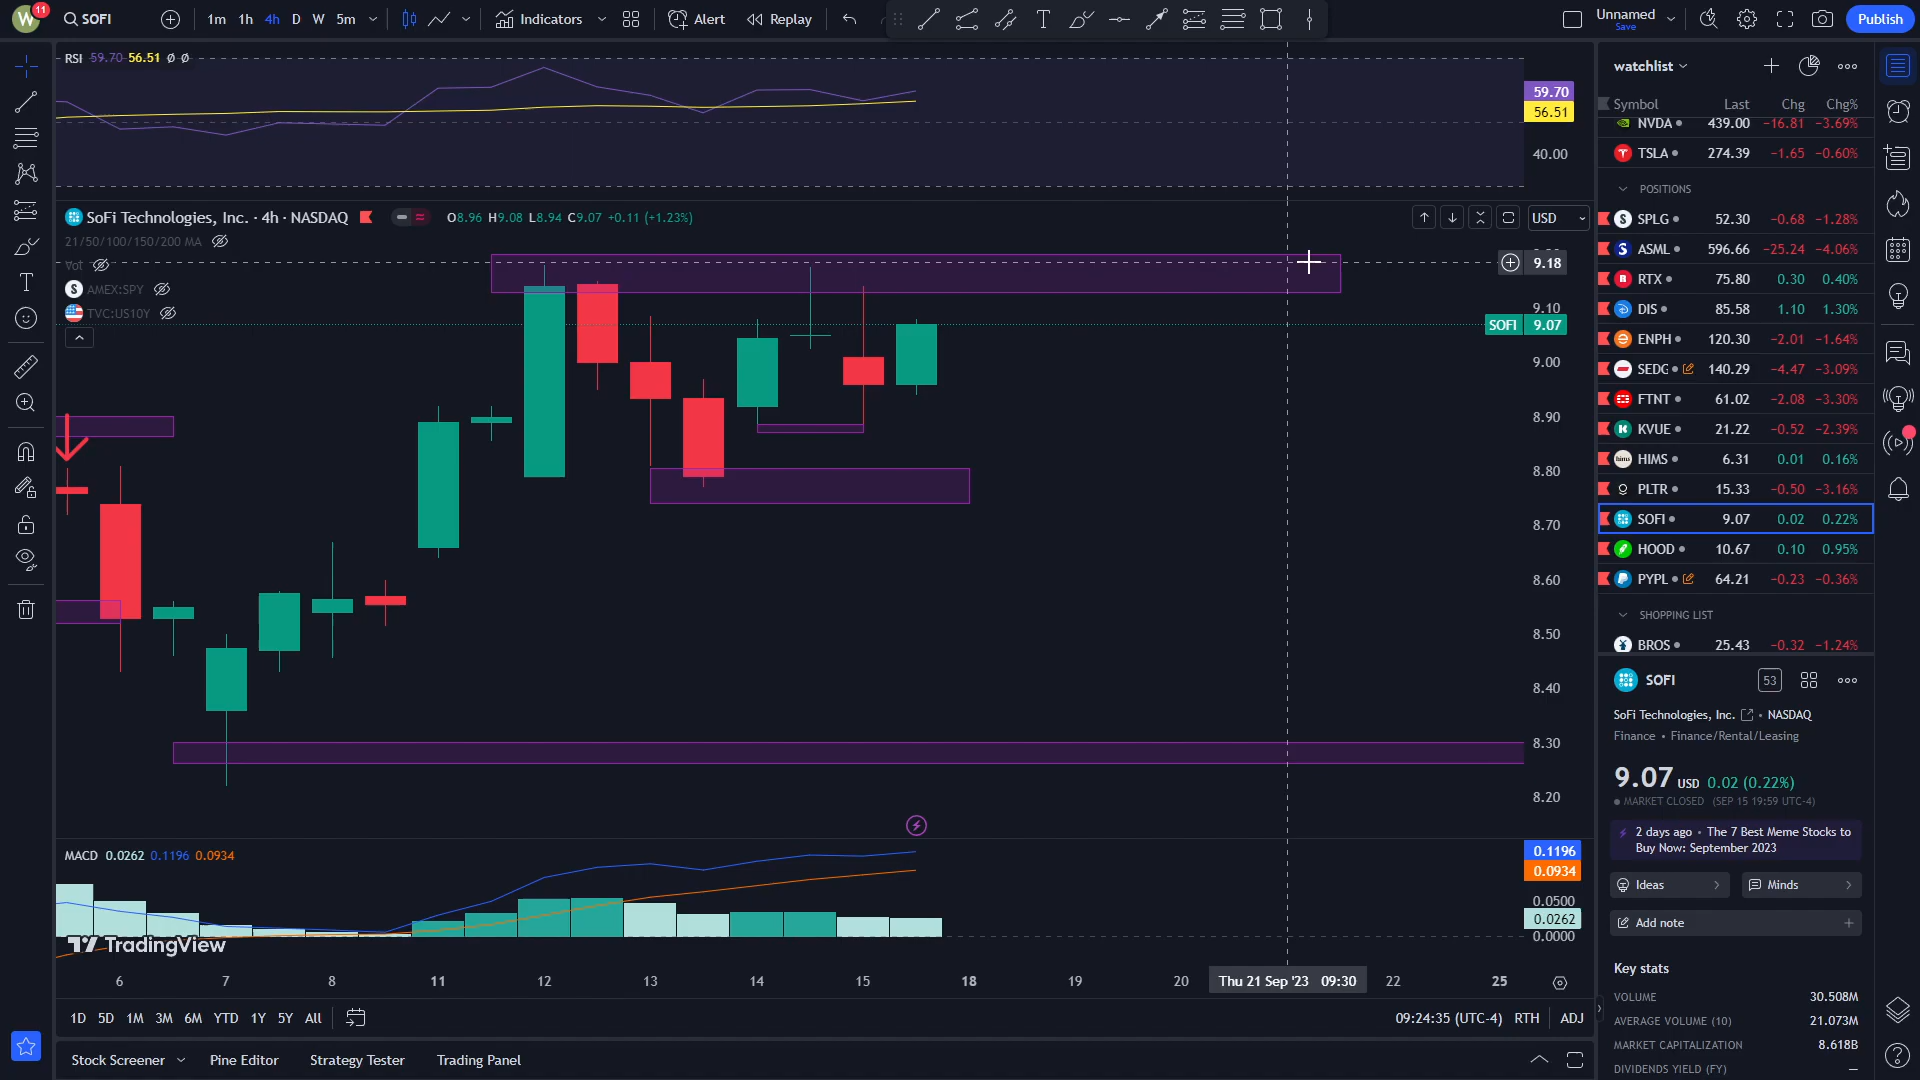 W 11 SOFI 1m 1h 4h D W 5m Indicators Alert Replay Unnamed Save Publish
RSI 59.70 56.51 ø ø
59.70
56.51
40.00
SoFi Technologies, Inc. · 4h · NASDAQ O8.96 H9.08 L8.94 C9.07 +0.11 (+1.23%)
USD
21/50/100/150/200 MA
Vol
S AMEX:SPY
TVC:US10Y
9.18
9.10
SOFI 9.07
9.00
8.90
8.80
8.70
8.60
8.50
8.40
8.30
8.20
MACD 0.0262 0.1196 0.0934
0.1196
0.0934
0.0500
0.0262
0.0000
TradingView
6 7 8 11 12 13 14 15 18 19 20 Thu 21 Sep '23 09:30 22 25
1D 5D 1M 3M 6M YTD 1Y 5Y All 09:24:35 (UTC-4) RTH ADJ
Stock Screener Pine Editor Strategy Tester Trading Panel
watchlist
Symbol Last Chg Chg%
NVDA 439.00 −16.81 −3.69%
TSLA 274.39 −1.65 −0.60%
POSITIONS
SPLG 52.30 −0.68 −1.28%
ASML 596.66 −25.24 −4.06%
RTX 75.80 0.30 0.40%
DIS 85.58 1.10 1.30%
ENPH 120.30 −2.01 −1.64%
SEDG 140.29 −4.47 −3.09%
FTNT 61.02 −2.08 −3.30%
KVUE 21.22 −0.52 −2.39%
hims HIMS 6.31 0.01 0.16%
PLTR 15.33 −0.50 −3.16%
SOFI 9.07 0.02 0.22%
HOOD 10.67 0.10 0.95%
PYPL 64.21 −0.23 −0.36%
SHOPPING LIST
BROS 25.43 −0.32 −1.24%
SOFI 53
SoFi Technologies, Inc. • NASDAQ
Finance • Finance/Rental/Leasing
9.07 USD 0.02 (0.22%)
MARKET CLOSED (SEP 15 19:59 UTC-4)
2 days ago • The 7 Best Meme Stocks to
Buy Now: September 2023
Ideas Minds
Add note
Key stats
VOLUME 30.508M
AVERAGE VOLUME (10) 21.073M
MARKET CAPITALIZATION 8.618B
DIVIDENDS YIELD (FY) —